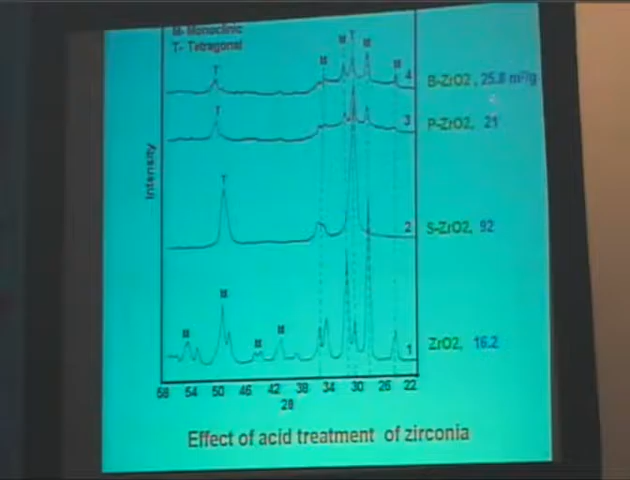 M- Monoclinic
T- Tetragonal
M
T
M
M
M
T
4
B-ZrO2 , 25.8 m²/g
T
3
P-ZrO2, 21
T
2
S-ZrO2, 92
M
M
M
M
1
ZrO2, 16.2
Intensity
58 54 50 46 42 38 34 30 26 22
2θ
Effect of acid treatment of zirconia